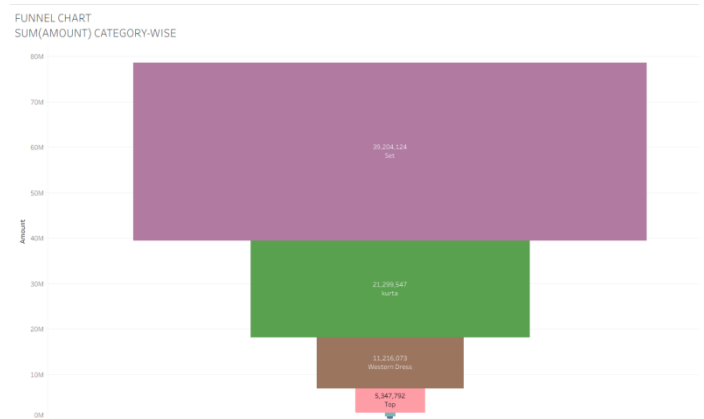 FUNNEL CHART
SUM(AMOUNT) CATEGORY-WISE
80M
70M
60M
50M
40M
30M
20M
10M
0M
Amount
39,204,124
Set
21,299,547
kurta
11,216,073
Western Dress
5,347,792
Top